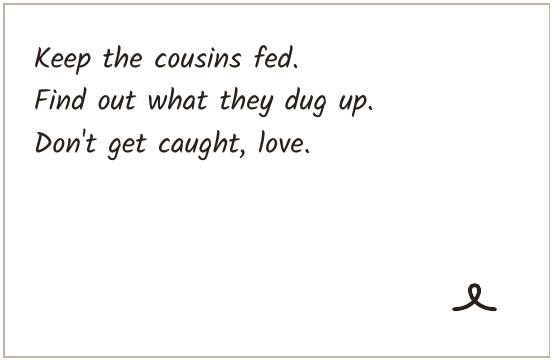 Keep the cousins fed.
Find out what they dug up.
Don't get caught, love.